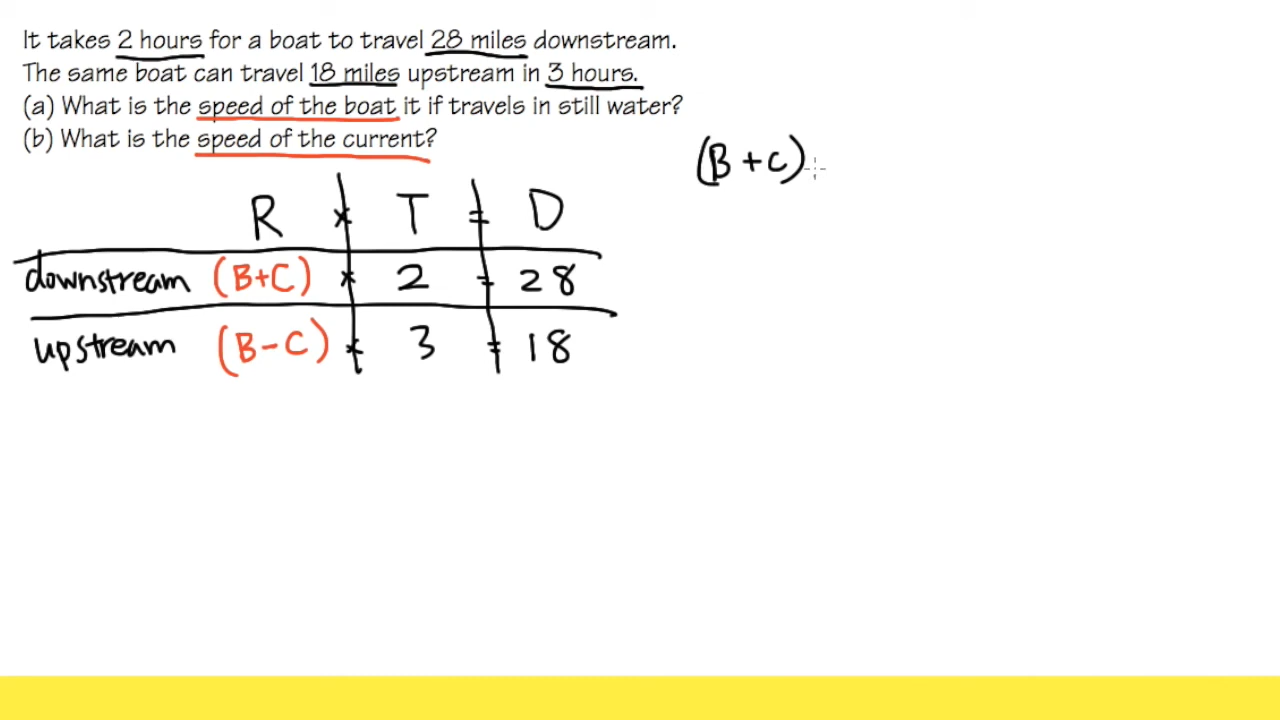 It takes 2 hours for a boat to travel 28 miles downstream.
The same boat can travel 18 miles upstream in 3 hours.
(a) What is the speed of the boat it if travels in still water?
(b) What is the speed of the current?
(B+C)
R × T = D
downstream (B+C) × 2 = 28
upstream (B-C) × 3 = 18